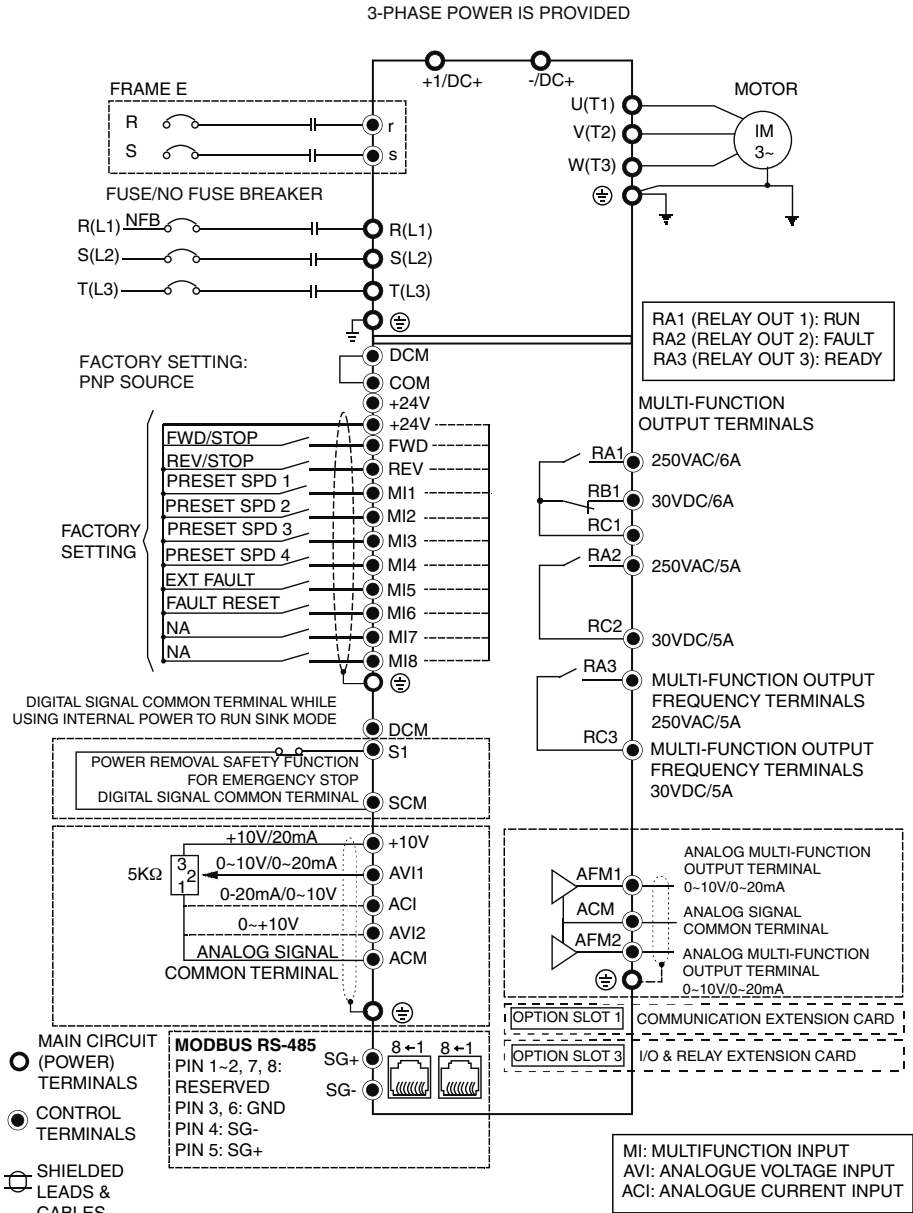 3-PHASE POWER IS PROVIDED
+1/DC+
-/DC+
FRAME E
R
r
S
s
U(T1)
V(T2)
W(T3)
MOTOR
IM
3~
FUSE/NO FUSE BREAKER
R(L1)
NFB
R(L1)
S(L2)
S(L2)
T(L3)
T(L3)
RA1 (RELAY OUT 1): RUN
RA2 (RELAY OUT 2): FAULT
RA3 (RELAY OUT 3): READY
FACTORY SETTING:
PNP SOURCE
DCM
COM
+24V
+24V
FWD/STOP
FWD
REV/STOP
REV
PRESET SPD 1
MI1
PRESET SPD 2
MI2
PRESET SPD 3
MI3
PRESET SPD 4
MI4
EXT FAULT
MI5
FAULT RESET
MI6
NA
MI7
NA
MI8
FACTORY
SETTING
MULTI-FUNCTION
OUTPUT TERMINALS
RA1
250VAC/6A
RB1
30VDC/6A
RC1
RA2
250VAC/5A
RC2
30VDC/5A
RA3
MULTI-FUNCTION OUTPUT
FREQUENCY TERMINALS
250VAC/5A
RC3
MULTI-FUNCTION OUTPUT
FREQUENCY TERMINALS
30VDC/5A
DIGITAL SIGNAL COMMON TERMINAL WHILE
USING INTERNAL POWER TO RUN SINK MODE
DCM
S1
POWER REMOVAL SAFETY FUNCTION
FOR EMERGENCY STOP
DIGITAL SIGNAL COMMON TERMINAL
SCM
+10V/20mA
+10V
5KΩ
3
2
1
0~10V/0~20mA
AVI1
0-20mA/0~10V
ACI
0~+10V
AVI2
ANALOG SIGNAL
COMMON TERMINAL
ACM
AFM1
ANALOG MULTI-FUNCTION
OUTPUT TERMINAL
0~10V/0~20mA
ACM
ANALOG SIGNAL
COMMON TERMINAL
AFM2
ANALOG MULTI-FUNCTION
OUTPUT TERMINAL
0~10V/0~20mA
OPTION SLOT 1
COMMUNICATION EXTENSION CARD
OPTION SLOT 3
I/O & RELAY EXTENSION CARD
MAIN CIRCUIT
(POWER)
TERMINALS
CONTROL
TERMINALS
SHIELDED
LEADS &
CABLES
MODBUS RS-485
PIN 1~2, 7, 8:
RESERVED
PIN 3, 6: GND
PIN 4: SG-
PIN 5: SG+
SG+
SG-
8←1
8←1
MI: MULTIFUNCTION INPUT
AVI: ANALOGUE VOLTAGE INPUT
ACI: ANALOGUE CURRENT INPUT